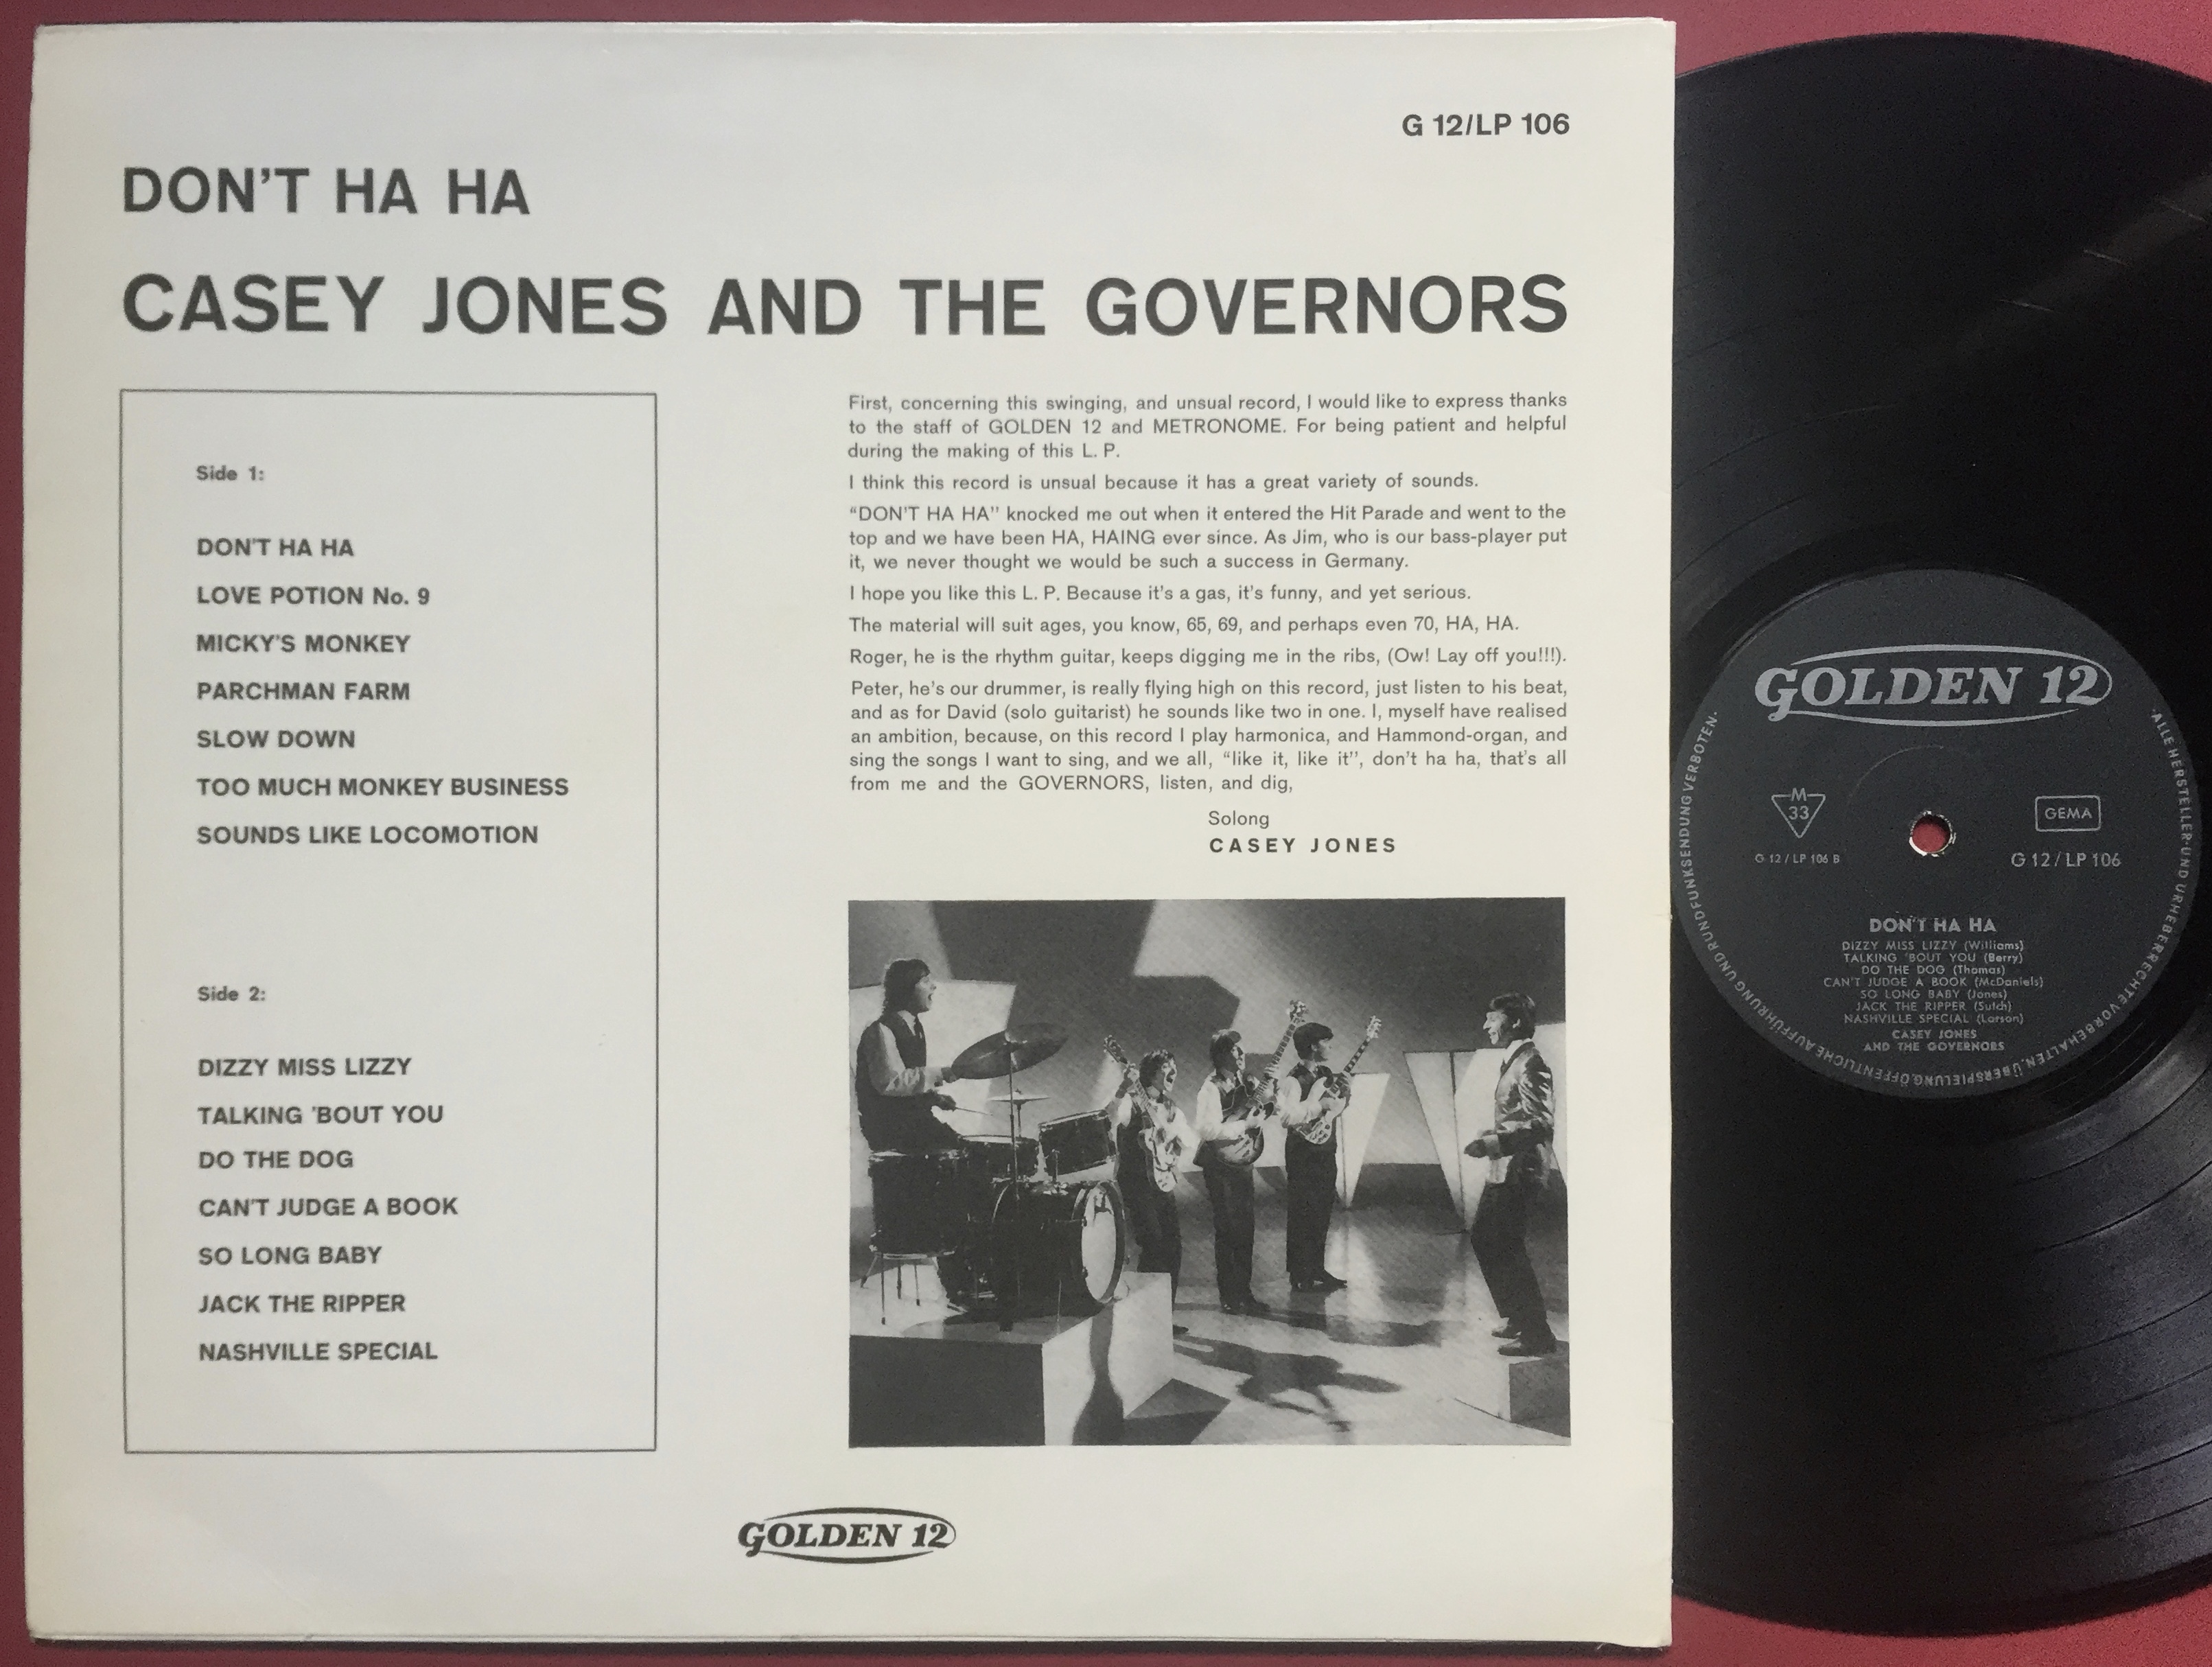 G 12/LP 106
DON'T HA HA
CASEY JONES AND THE GOVERNORS
Side 1:
DON'T HA HA
LOVE POTION No. 9
MICKY'S MONKEY
PARCHMAN FARM
SLOW DOWN
TOO MUCH MONKEY BUSINESS
SOUNDS LIKE LOCOMOTION
Side 2:
DIZZY MISS LIZZY
TALKING 'BOUT YOU
DO THE DOG
CAN'T JUDGE A BOOK
SO LONG BABY
JACK THE RIPPER
NASHVILLE SPECIAL
First, concerning this swinging, and unsual record, I would like to express thanks
to the staff of GOLDEN 12 and METRONOME. For being patient and helpful
during the making of this L. P.
I think this record is unsual because it has a great variety of sounds.
“DON'T HA HA” knocked me out when it entered the Hit Parade and went to the
top and we have been HA, HAING ever since. As Jim, who is our bass-player put
it, we never thought we would be such a success in Germany.
I hope you like this L. P. Because it's a gas, it's funny, and yet serious.
The material will suit ages, you know, 65, 69, and perhaps even 70, HA, HA.
Roger, he is the rhythm guitar, keeps digging me in the ribs, (Ow! Lay off you!!!).
Peter, he's our drummer, is really flying high on this record, just listen to his beat,
and as for David (solo guitarist) he sounds like two in one. I, myself have realised
an ambition, because, on this record I play harmonica, and Hammond-organ, and
sing the songs I want to sing, and we all, “like it, like it”, don't ha ha, that's all
from me and the GOVERNORS, listen, and dig,
Solong
CASEY JONES
GOLDEN 12
GOLDEN 12
M
33
GEMA
G 12 / LP 106 B
G 12 / LP 106
DON'T HA HA
DIZZY MISS LIZZY (Williams)
TALKING 'BOUT YOU (Berry)
DO THE DOG (Thomas)
CAN'T JUDGE A BOOK (McDaniels)
SO LONG BABY (Jones)
JACK THE RIPPER (Sutch)
NASHVILLE SPECIAL (Larson)
CASEY JONES
AND THE GOVERNORS
· ALLE HERSTELLER- UND URHEBERRECHTE VORBEHALTEN. ÜBERSPIELUNG, ÖFFENTLICHE AUFFÜHRUNG UND RUNDFUNKSENDUNG VERBOTEN ·